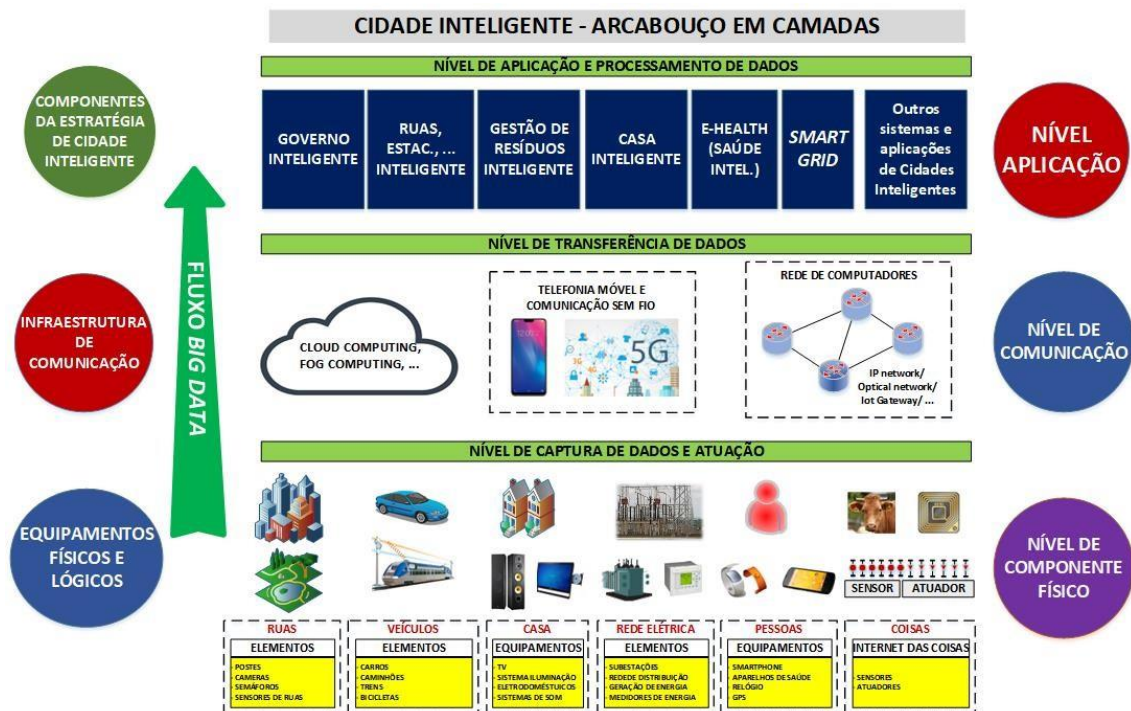 CIDADE INTELIGENTE - ARCABOUÇO EM CAMADAS
NÍVEL DE APLICAÇÃO E PROCESSAMENTO DE DADOS
COMPONENTES
DA ESTRATÉGIA
DE CIDADE
INTELIGENTE
GOVERNO
INTELIGENTE
RUAS,
ESTAC., ...
INTELIGENTE
GESTÃO DE
RESÍDUOS
INTELIGENTE
CASA
INTELIGENTE
E-HEALTH
(SAÚDE
INTEL.)
SMART
GRID
Outros
sistemas e
aplicações
de Cidades
Inteligentes
NÍVEL
APLICAÇÃO
FLUXO BIG DATA
NÍVEL DE TRANSFERÊNCIA DE DADOS
INFRAESTRUTURA
DE
COMUNICAÇÃO
CLOUD COMPUTING,
FOG COMPUTING, ...
TELEFONIA MÓVEL E
COMUNICAÇÃO SEM FIO
5G
REDE DE COMPUTADORES
IP network/
Optical network/
Iot Gateway/ ...
NÍVEL DE
COMUNICAÇÃO
NÍVEL DE CAPTURA DE DADOS E ATUAÇÃO
EQUIPAMENTOS
FÍSICOS E
LÓGICOS
SENSOR
ATUADOR
NÍVEL DE
COMPONENTE
FÍSICO
RUAS
ELEMENTOS
- POSTES
- CAMERAS
- SEMÁFOROS
- SENSORES DE RUAS
VEÍCULOS
ELEMENTOS
- CARROS
- CAMINHÕES
- TRENS
- BICICLETAS
CASA
EQUIPAMENTOS
- TV
- SISTEMA ILUMINAÇÃO
- ELETRODOMÉSTUICOS
- SISTEMAS DE SOM
REDE ELÉTRICA
ELEMENTOS
- SUBESTAÇÕES
- REDEDE DISTRIBUIÇÃO
- GERAÇÃO DE ENERGIA
- MEDIDORES DE ENERGIA
PESSOAS
EQUIPAMENTOS
- SMARTPHONE
- APARELHOS DE SAÚDE
- RELÓGIO
- GPS
COISAS
INTERNET DAS COISAS
- SENSORES
- ATUADORES